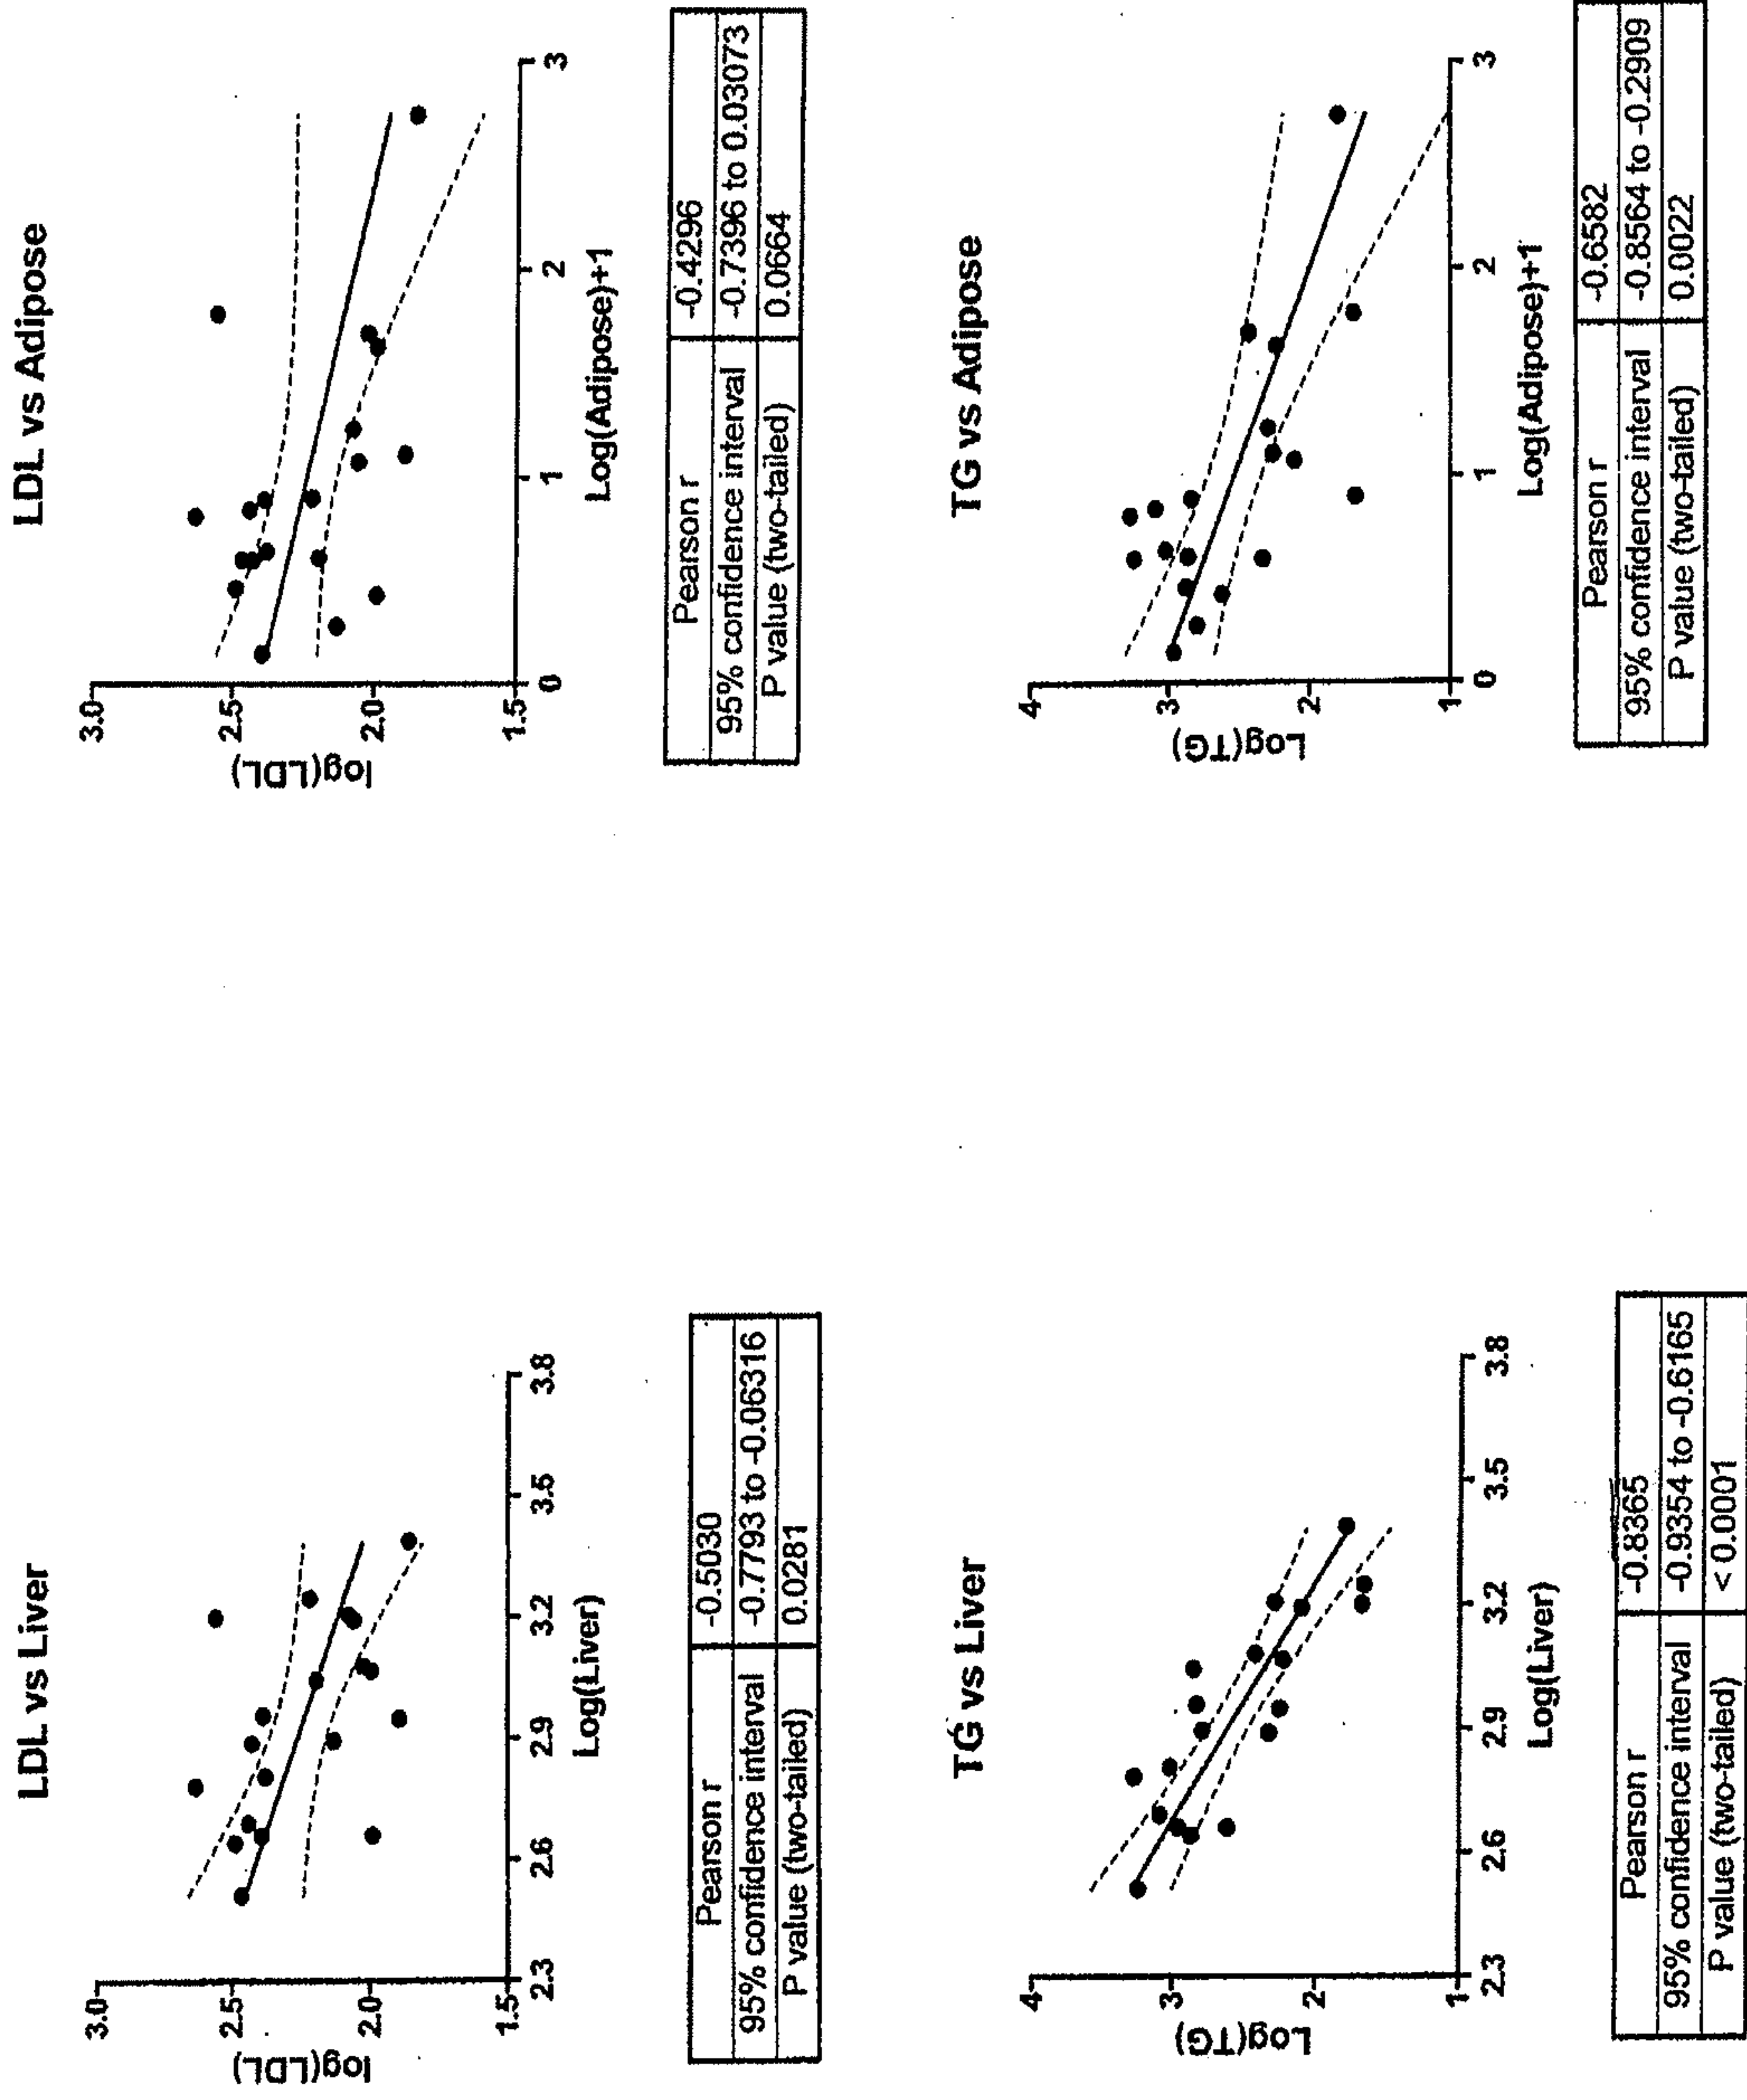 LDL vs Liver
log(LDL)
3.0
2.5
2.0
1.5
2.3
2.6
2.9
3.2
3.5
3.8
Log(Liver)
Pearson r -0.5030
95% confidence interval -0.7793 to -0.06316
P value (two-tailed) 0.0281
LDL vs Adipose
log(LDL)
3.0
2.5
2.0
1.5
0
1
2
3
Log(Adipose)+1
Pearson r -0.4296
95% confidence interval -0.7396 to 0.03073
P value (two-tailed) 0.0664
TG vs Liver
Log(TG)
4
3
2
1
2.3
2.6
2.9
3.2
3.5
3.8
Log(Liver)
Pearson r -0.8365
95% confidence interval -0.9354 to -0.6165
P value (two-tailed) < 0.0001
TG vs Adipose
Log(TG)
4
3
2
1
0
1
2
3
Log(Adipose)+1
Pearson r -0.6582
95% confidence interval -0.8564 to -0.2909
P value (two-tailed) 0.0022